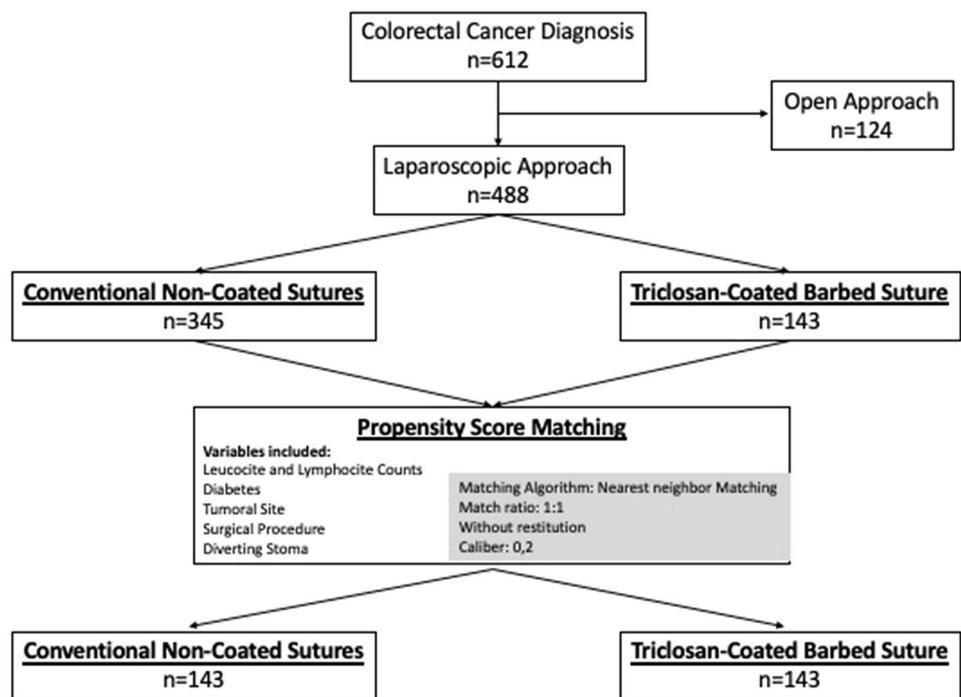 Colorectal Cancer Diagnosis
n=612
Open Approach
n=124
Laparoscopic Approach
n=488
Conventional Non-Coated Sutures
n=345
Triclosan-Coated Barbed Suture
n=143
Propensity Score Matching
Variables included:
Leucocite and Lymphocite Counts
Diabetes
Tumoral Site
Surgical Procedure
Diverting Stoma
Matching Algorithm: Nearest neighbor Matching
Match ratio: 1:1
Without restitution
Caliber: 0,2
Conventional Non-Coated Sutures
n=143
Triclosan-Coated Barbed Suture
n=143